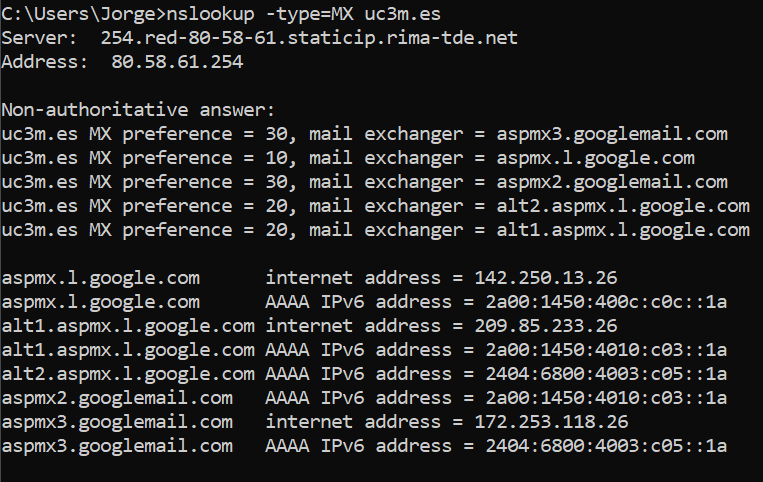 C:\Users\Jorge>nslookup -type=MX uc3m.es
Server:  254.red-80-58-61.staticip.rima-tde.net
Address:  80.58.61.254

Non-authoritative answer:
uc3m.es MX preference = 30, mail exchanger = aspmx3.googlemail.com
uc3m.es MX preference = 10, mail exchanger = aspmx.l.google.com
uc3m.es MX preference = 30, mail exchanger = aspmx2.googlemail.com
uc3m.es MX preference = 20, mail exchanger = alt2.aspmx.l.google.com
uc3m.es MX preference = 20, mail exchanger = alt1.aspmx.l.google.com

aspmx.l.google.com      internet address = 142.250.13.26
aspmx.l.google.com      AAAA IPv6 address = 2a00:1450:400c:c0c::1a
alt1.aspmx.l.google.com internet address = 209.85.233.26
alt1.aspmx.l.google.com AAAA IPv6 address = 2a00:1450:4010:c03::1a
alt2.aspmx.l.google.com AAAA IPv6 address = 2404:6800:4003:c05::1a
aspmx2.googlemail.com   AAAA IPv6 address = 2a00:1450:4010:c03::1a
aspmx3.googlemail.com   internet address = 172.253.118.26
aspmx3.googlemail.com   AAAA IPv6 address = 2404:6800:4003:c05::1a